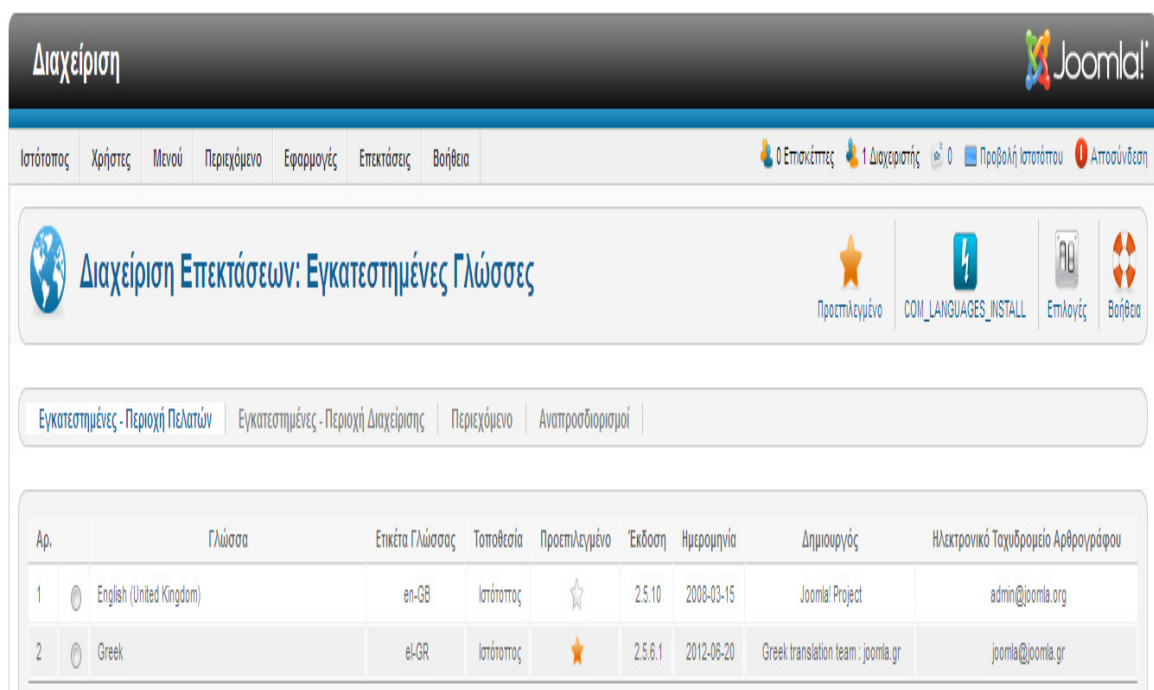 Διαχείριση
Joomla!
Ιστότοπος Χρήστες Μενού Περιεχόμενο Εφαρμογές Επεκτάσεις Βοήθεια 0 Επισκέπτες 1 Διαχειριστής 0 Προβολή Ιστοτόπου Αποσύνδεση
Διαχείριση Επεκτάσεων: Εγκατεστημένες Γλώσσες
Προεπιλεγμένο COM_LANGUAGES_INSTALL Επιλογές Βοήθεια
Εγκατεστημένες - Περιοχή Πελατών Εγκατεστημένες - Περιοχή Διαχείρισης Περιεχόμενο Αναπροσδιορισμοί
Αρ. Γλώσσα Ετικέτα Γλώσσας Τοποθεσία Προεπιλεγμένο Έκδοση Ημερομηνία Δημιουργός Ηλεκτρονικό Ταχυδρομείο Αρθρογράφου
1 English (United Kingdom) en-GB Ιστότοπος 2.5.10 2008-03-15 Joomla! Project admin@joomla.org
2 Greek el-GR Ιστότοπος 2.5.6.1 2012-06-20 Greek translation team : joomla.gr joomla@joomla.gr